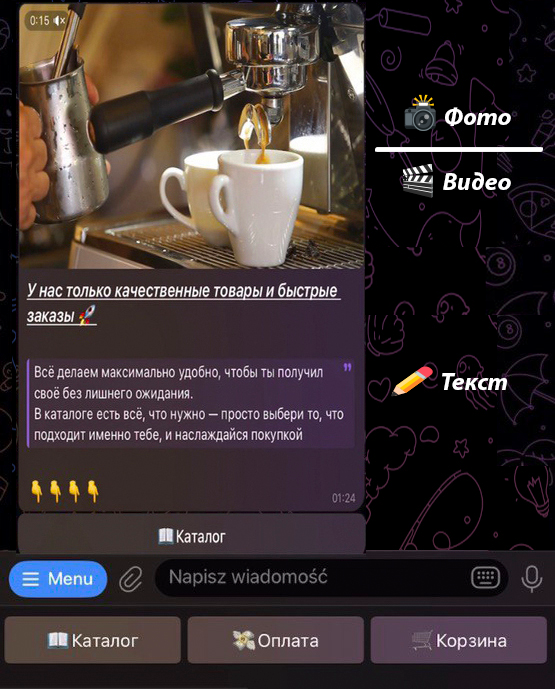 0:15
📷 Фото
🎬 Видео
У нас только качественные товары и быстрые
заказы 🚀
Всё делаем максимально удобно, чтобы ты получил
своё без лишнего ожидания.
В каталоге есть всё, что нужно — просто выбери то, что
подходит именно тебе, и наслаждайся покупкой
✏️ Текст
👇👇👇👇
01:24
📖Каталог
Menu
Napisz wiadomość
📖Каталог
💸Оплата
🛒Корзина